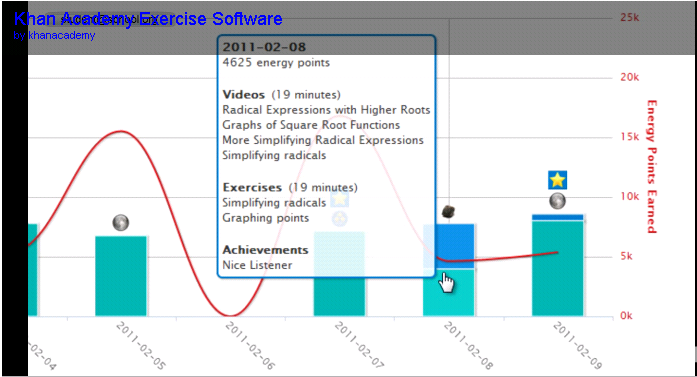 Khan Academy Exercise Software
by khanacademy
2011-02-08
4625 energy points
Videos (19 minutes)
Radical Expressions with Higher Roots
Graphs of Square Root Functions
More Simplifying Radical Expressions
Simplifying radicals
Exercises (19 minutes)
Simplifying radicals
Graphing points
Achievements
Nice Listener
25k
20k
15k
10k
5k
0k
Energy Points Earned
02-04
2011-02-05
2011-02-06
2011-02-07
2011-02-08
2011-02-09